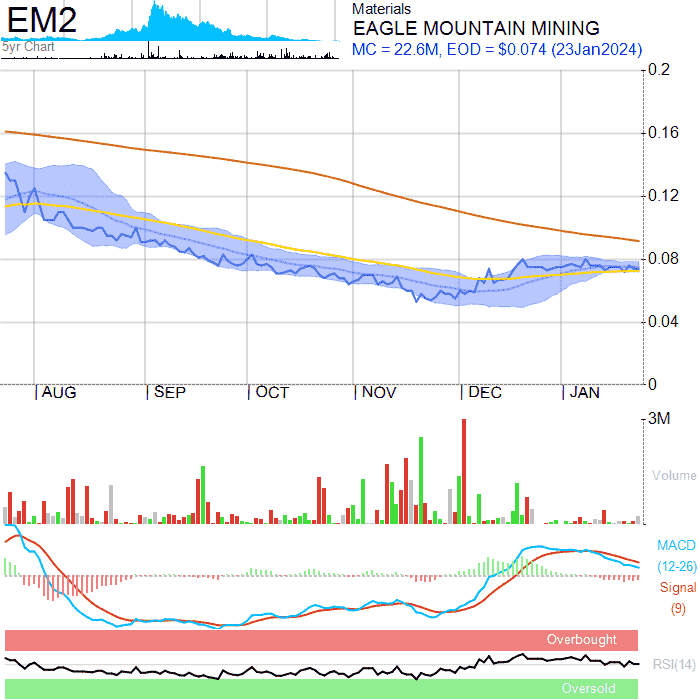 EM2
5yr Chart
Materials
EAGLE MOUNTAIN MINING
MC = 22.6M, EOD = $0.074 (23Jan2024)
0.2
0.16
0.12
0.08
0.04
0
AUG SEP OCT NOV DEC JAN
3M
Volume
MACD
(12-26)
Signal
(9)
Overbought
RSI(14)
Oversold